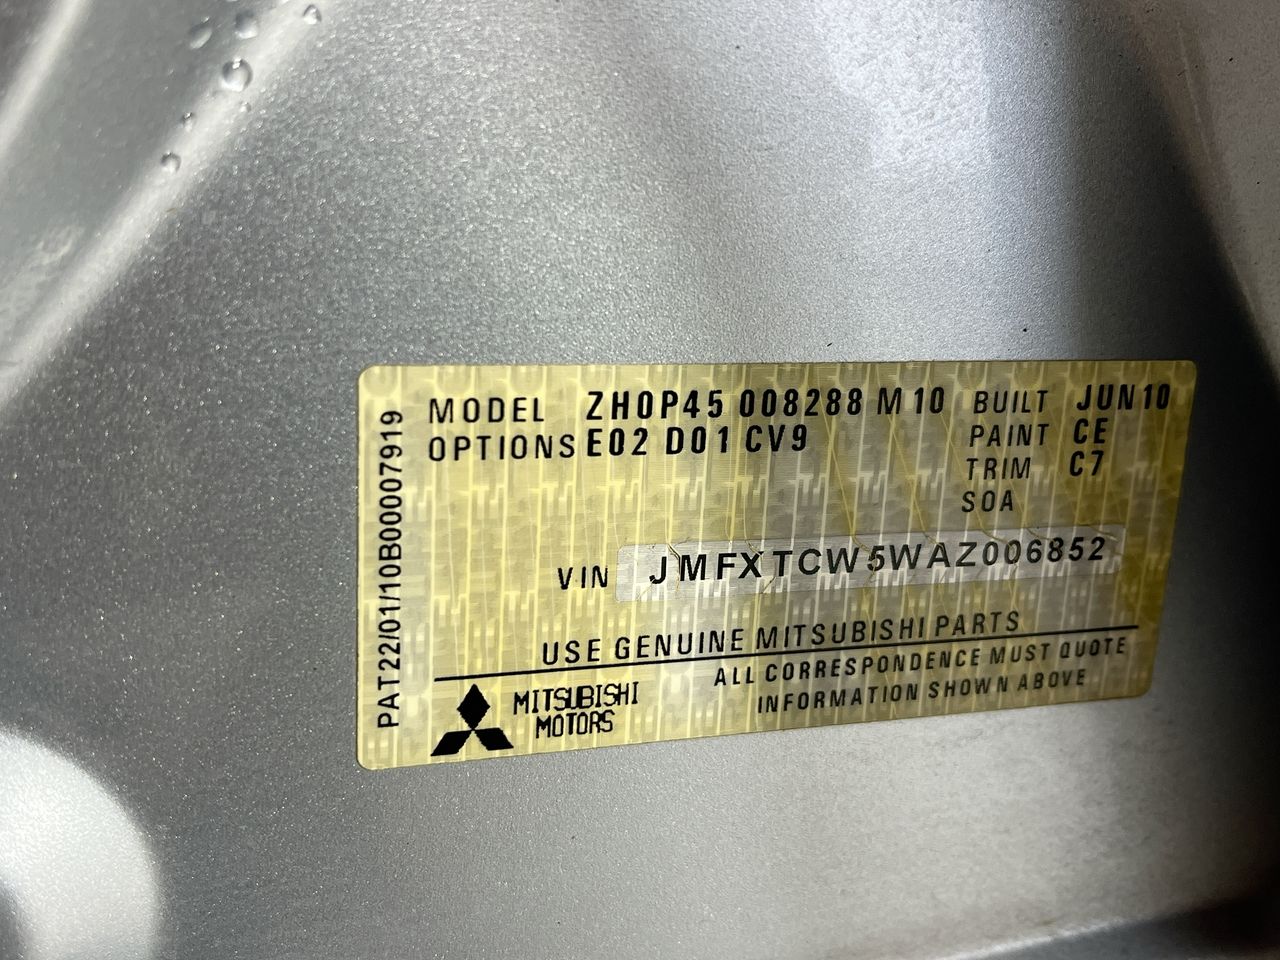 MODEL ZH0P45 008288 M10 BUILT JUN10
OPTIONS E02 D01 CV9 PAINT CE
TRIM C7
SOA
VIN JMFXTCW5WAZ006852
USE GENUINE MITSUBISHI PARTS
MITSUBISHI MOTORS
ALL CORRESPONDENCE MUST QUOTE
INFORMATION SHOWN ABOVE
PAT22/01/10B00007919